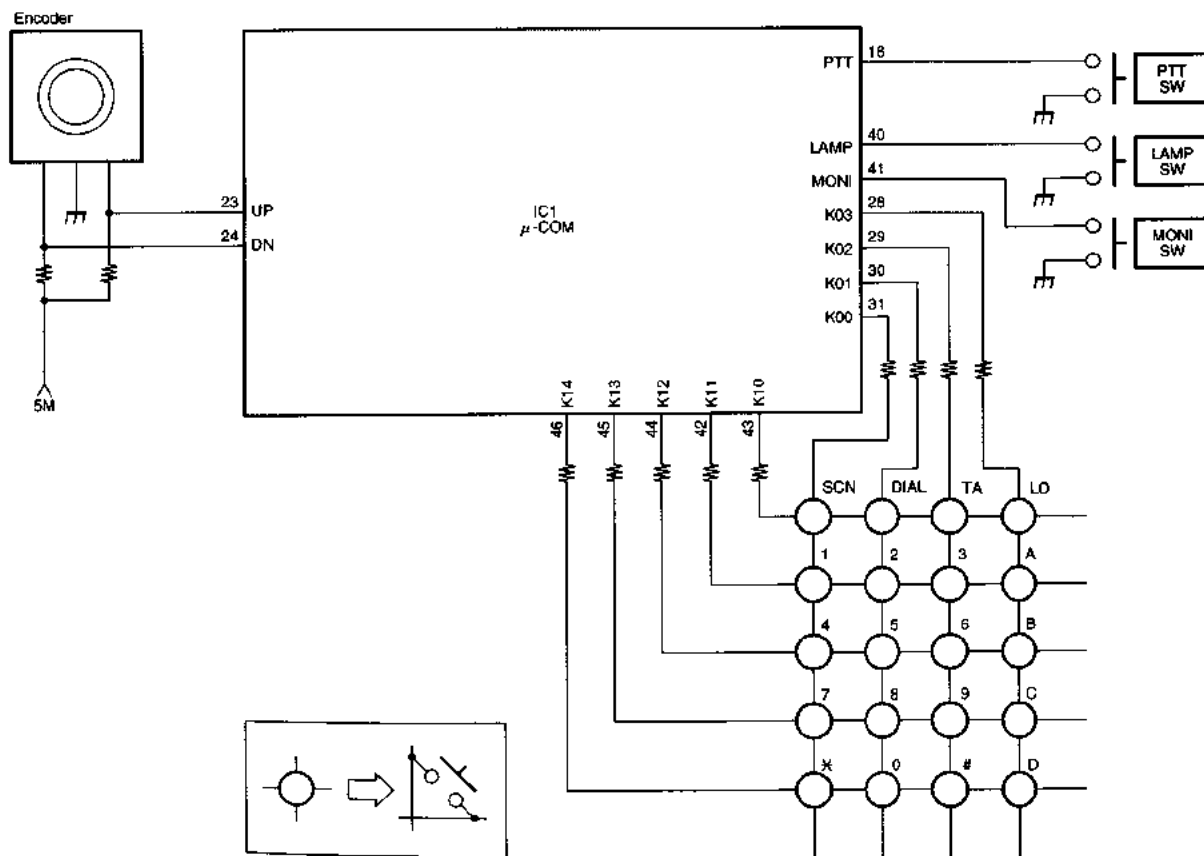 Encoder
PTT
16
PTT
SW
LAMP
40
LAMP
SW
MONI
41
MONI
SW
23
UP
24
DN
IC1
μ-COM
K03
28
K02
29
K01
30
K00
31
5M
K14
K13
K12
K11
K10
46
45
44
42
43
SCN
DIAL
TA
LO
1
2
3
A
4
5
6
B
7
8
9
C
*
0
#
D